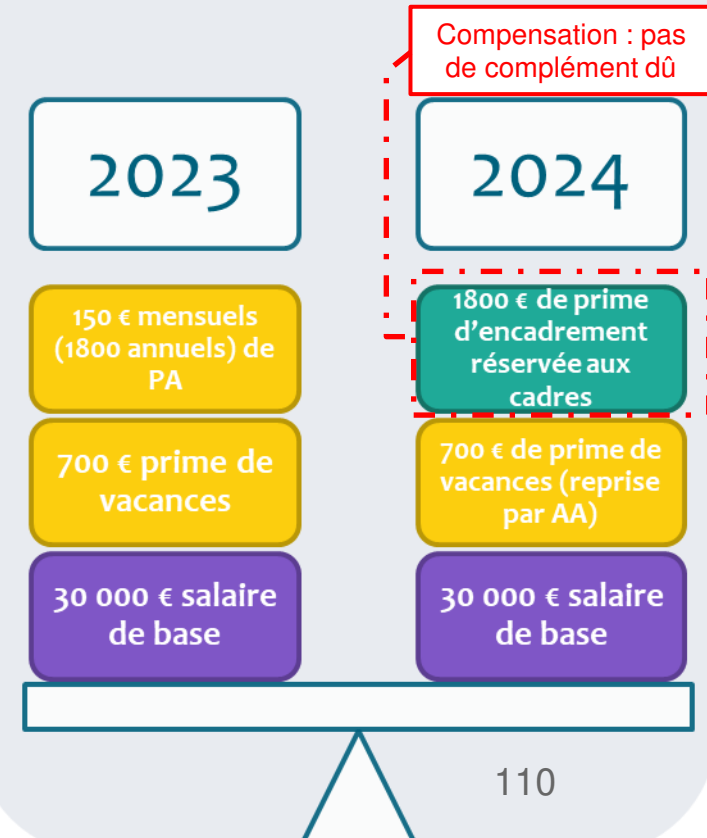 Compensation : pas
de complément dû
2023
2024
150 € mensuels
(1800 annuels) de
PA
1800 € de prime
d'encadrement
réservée aux
cadres
700 € prime de
vacances
700 € de prime de
vacances (reprise
par AA)
30 000 € salaire
de base
30 000 € salaire
de base
110